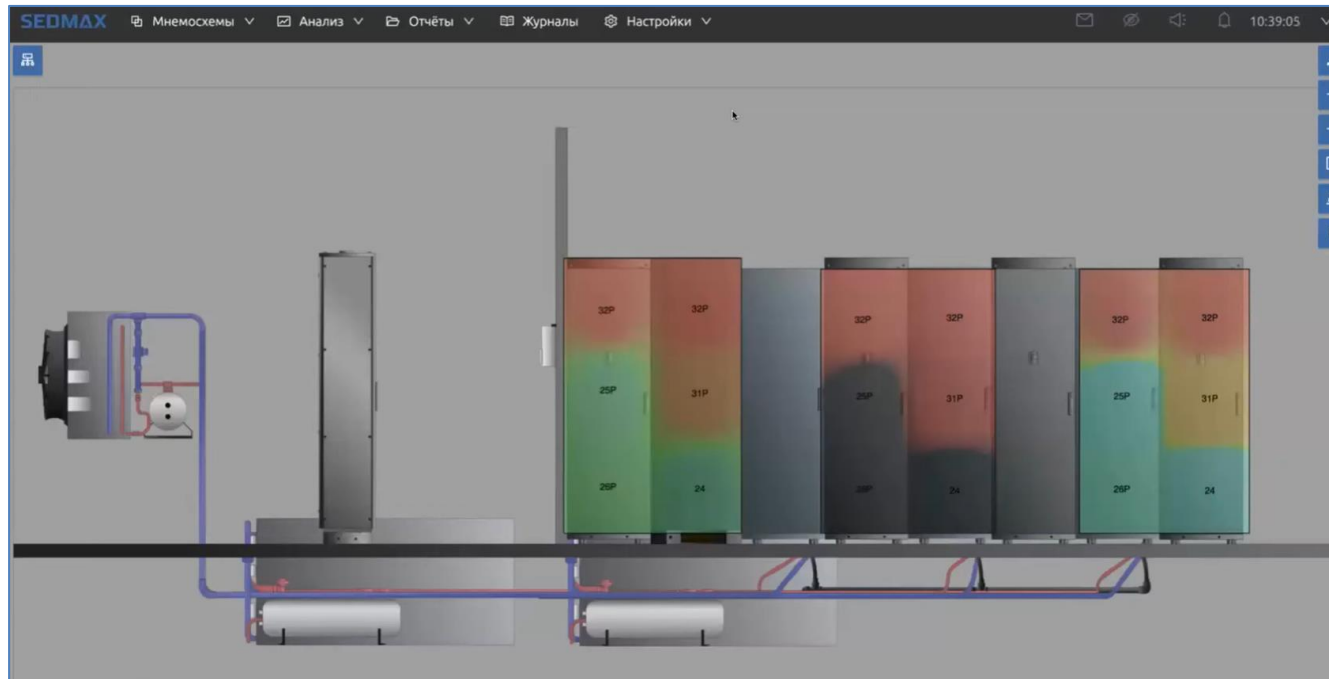 SEDMAX Мнемосхемы Анализ Отчёты Журналы Настройки 10:39:05
32P 32P 32P 32P 32P 32P
25P 31P 25P 31P 25P 31P
24 24 26P 24